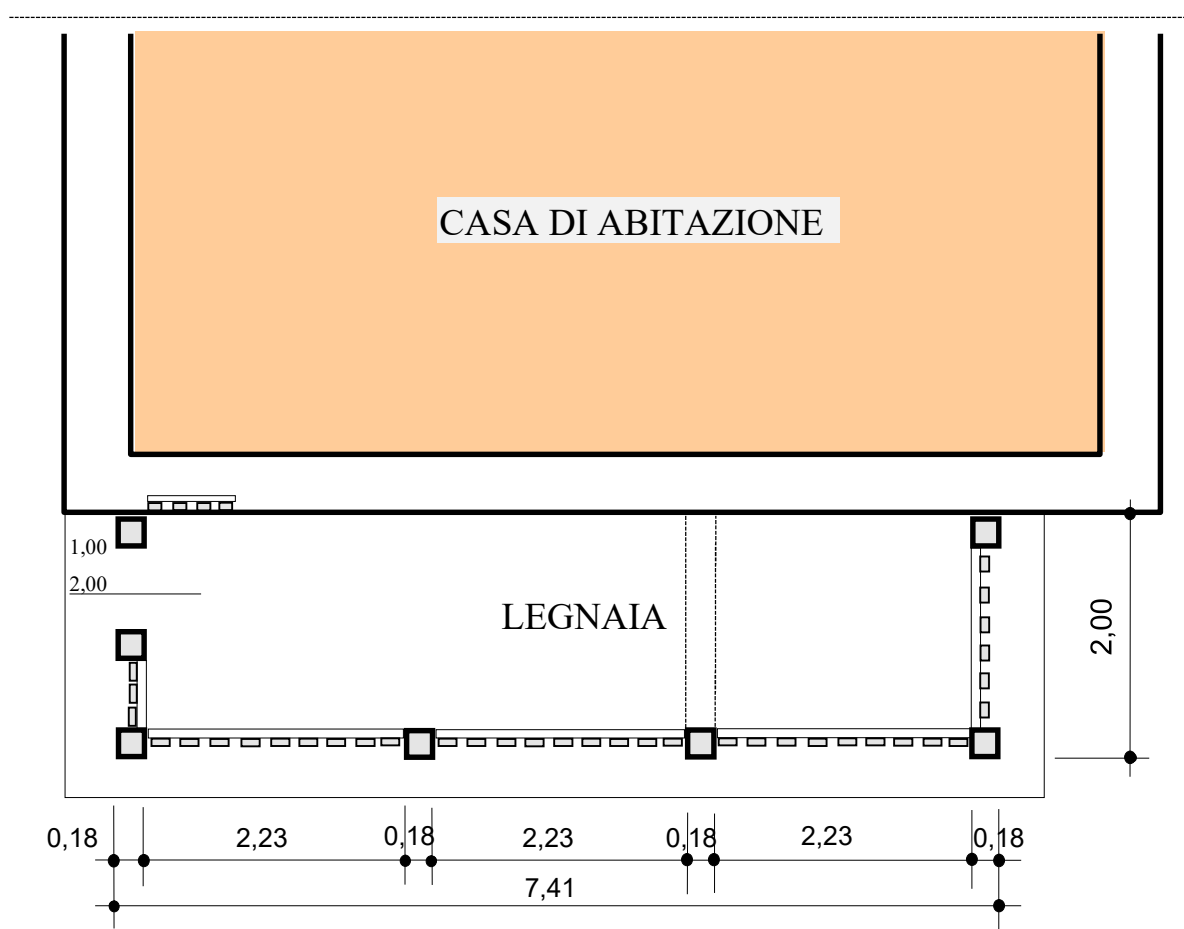 CASA DI ABITAZIONE
1,00
2,00
LEGNAIA
2,00
0,18 2,23 0,18 2,23 0,18 2,23 0,18
7,41